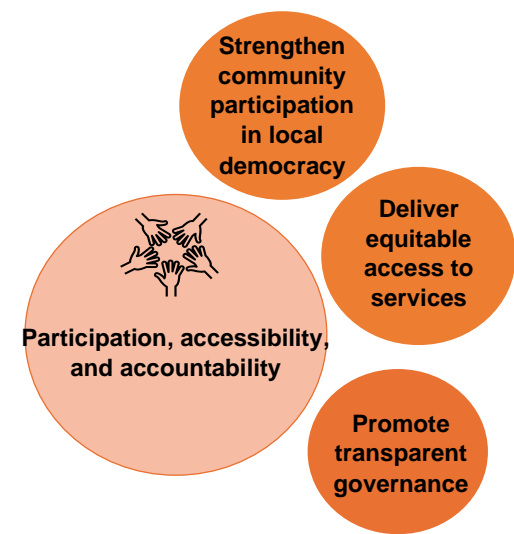 Strengthen
community
participation
in local
democracy
Deliver
equitable
access to
services
Participation, accessibility,
and accountability
Promote
transparent
governance